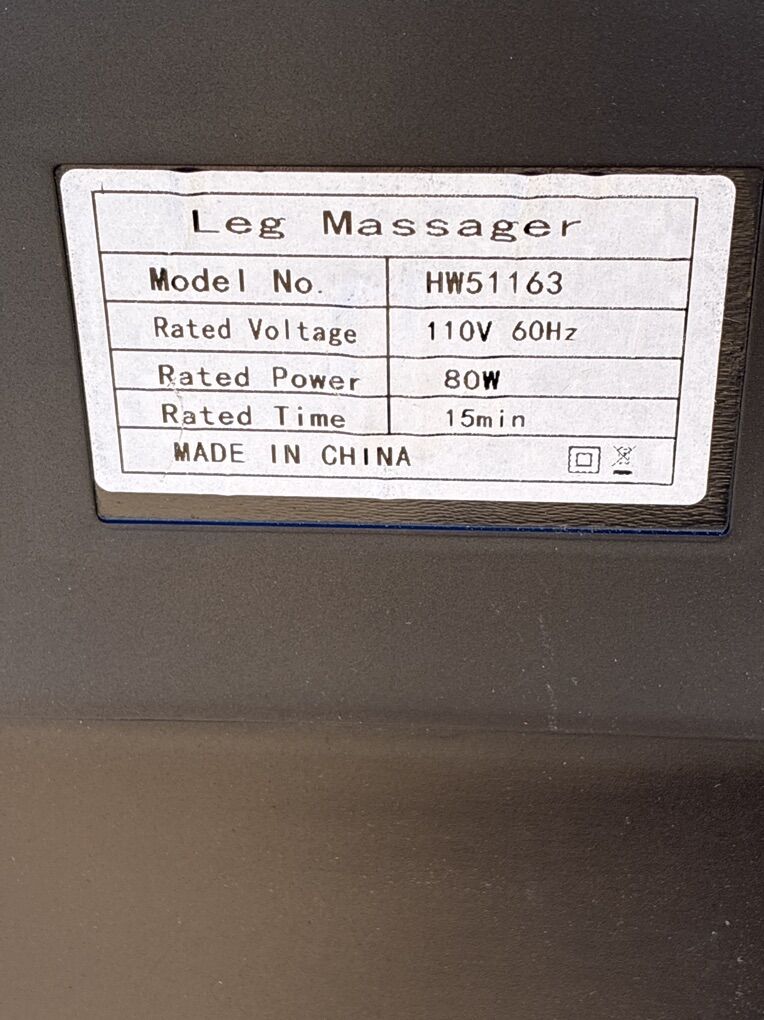 Leg Massager
Model No. HW51163
Rated Voltage 110V 60Hz
Rated Power 80W
Rated Time 15min
MADE IN CHINA